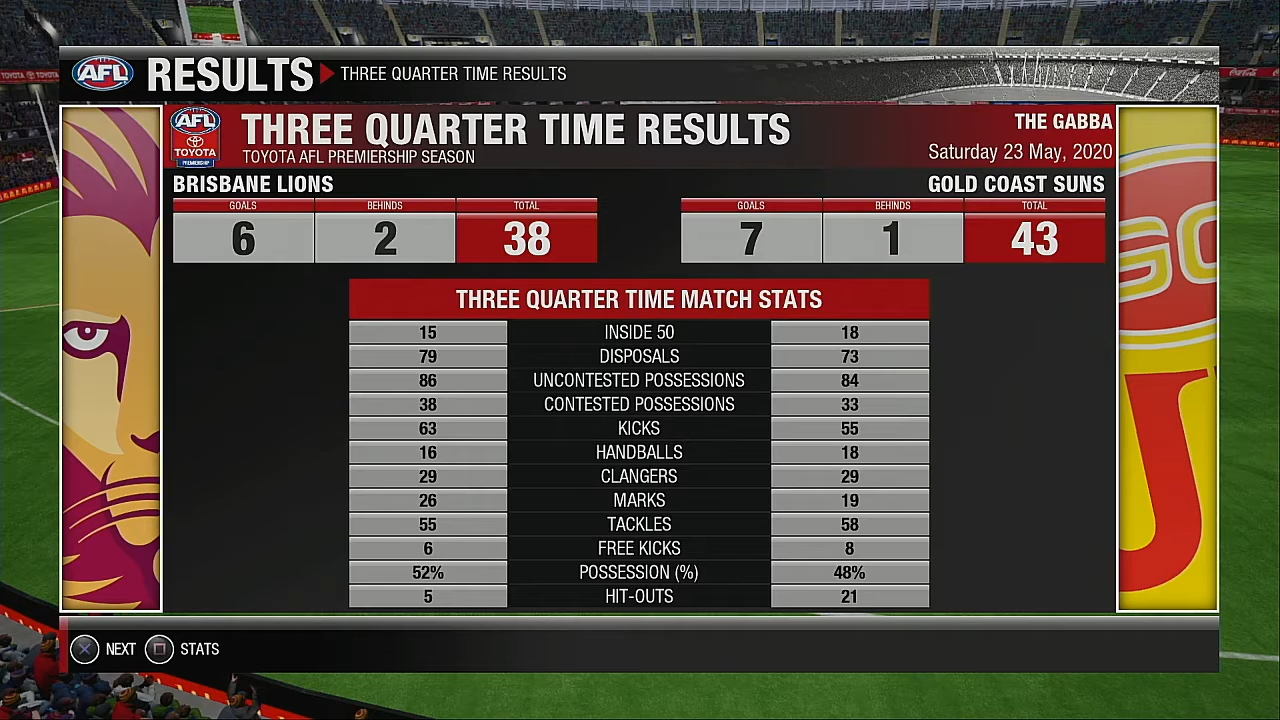 AFL RESULTS THREE QUARTER TIME RESULTS
AFL TOYOTA PREMIERSHIP
THREE QUARTER TIME RESULTS
TOYOTA AFL PREMIERSHIP SEASON
THE GABBA
Saturday 23 May, 2020
BRISBANE LIONS GOLD COAST SUNS
GOALS BEHINDS TOTAL GOALS BEHINDS TOTAL
6 2 38 7 1 43
THREE QUARTER TIME MATCH STATS
15 INSIDE 50 18
79 DISPOSALS 73
86 UNCONTESTED POSSESSIONS 84
38 CONTESTED POSSESSIONS 33
63 KICKS 55
16 HANDBALLS 18
29 CLANGERS 29
26 MARKS 19
55 TACKLES 58
6 FREE KICKS 8
52% POSSESSION (%) 48%
5 HIT-OUTS 21
NEXT STATS
TOYOTA TOYOTA
Coca-Cola